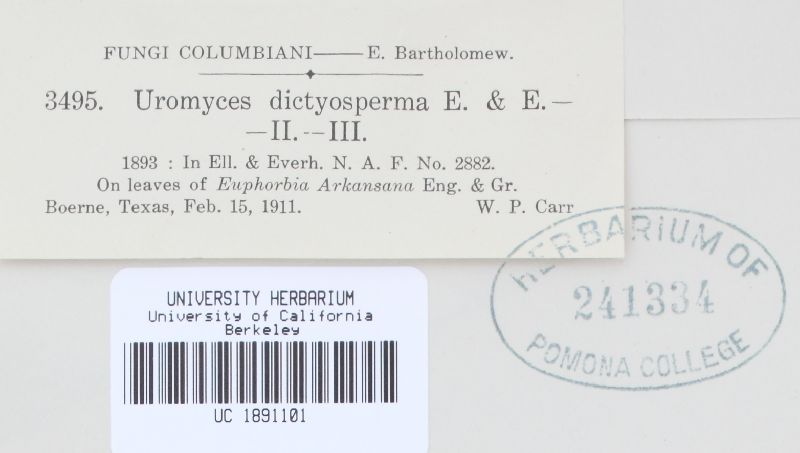 FUNGI COLUMBIANI—E. Bartholomew.
3495. Uromyces dictyosperma E. & E.—
—II.—III.
1893 : In Ell. & Everh. N. A. F. No. 2882.
On leaves of Euphorbia Arkansana Eng. & Gr.
Boerne, Texas, Feb. 15, 1911. W. P. Carr
HERBARIUM OF
241334
POMONA COLLEGE
UNIVERSITY HERBARIUM
University of California
Berkeley
UC 1891101